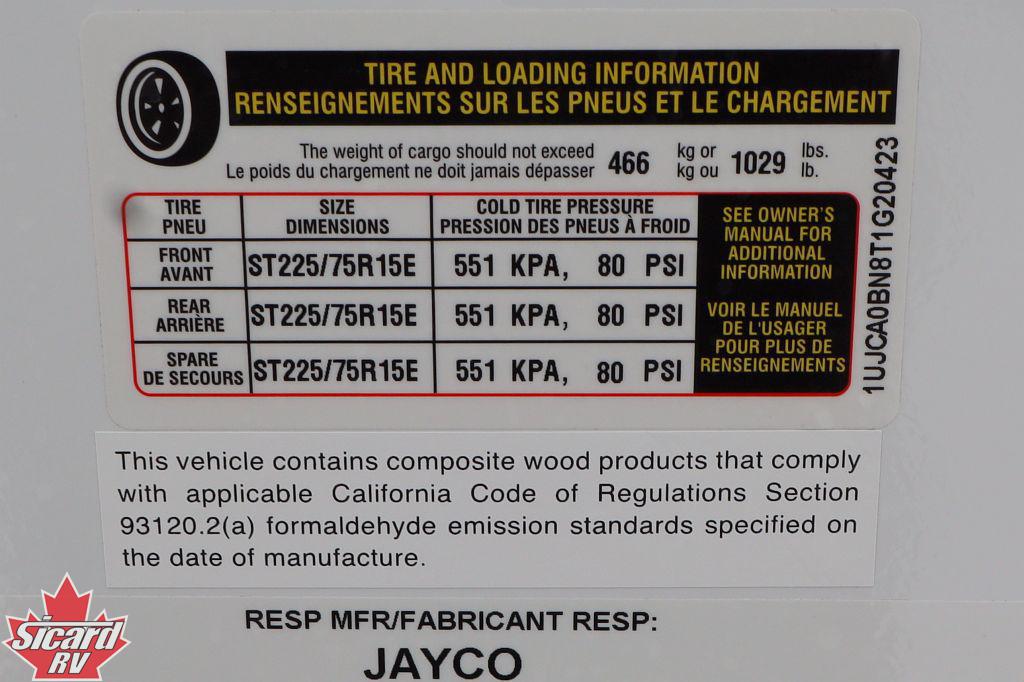 TIRE AND LOADING INFORMATION
RENSEIGNEMENTS SUR LES PNEUS ET LE CHARGEMENT
The weight of cargo should not exceed 466 kg or 1029 lbs.
Le poids du chargement ne doit jamais dépasser kg ou lb.
TIRE SIZE COLD TIRE PRESSURE
PNEU DIMENSIONS PRESSION DES PNEUS À FROID
FRONT
AVANT ST225/75R15E 551 KPA, 80 PSI
REAR
ARRIÈRE ST225/75R15E 551 KPA, 80 PSI
SPARE
DE SECOURS ST225/75R15E 551 KPA, 80 PSI
SEE OWNER'S
MANUAL FOR
ADDITIONAL
INFORMATION
VOIR LE MANUEL
DE L'USAGER
POUR PLUS DE
RENSEIGNEMENTS
1UJCA0BN8T1G20423
This vehicle contains composite wood products that comply
with applicable California Code of Regulations Section
93120.2(a) formaldehyde emission standards specified on
the date of manufacture.
RESP MFR/FABRICANT RESP:
JAYCO
Sicard
RV